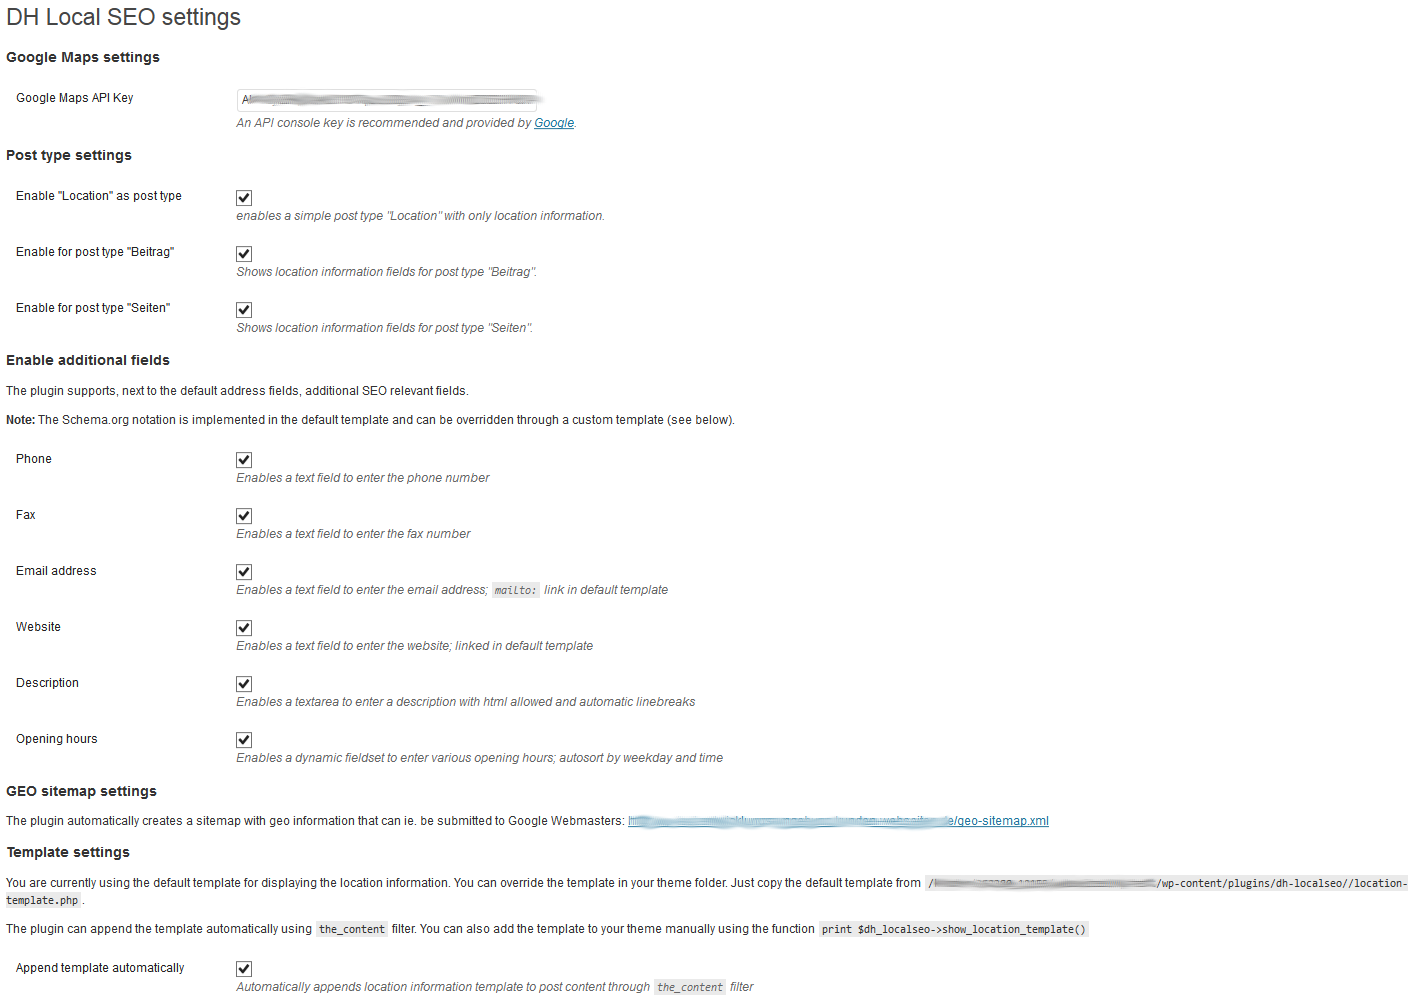 DH Local SEO settings
Google Maps settings
Google Maps API Key
An API console key is recommended and provided by Google.
Post type settings
Enable "Location" as post type
enables a simple post type "Location" with only location information.
Enable for post type "Beitrag"
Shows location information fields for post type "Beitrag".
Enable for post type "Seiten"
Shows location information fields for post type "Seiten".
Enable additional fields
The plugin supports, next to the default address fields, additional SEO relevant fields.
Note: The Schema.org notation is implemented in the default template and can be overridden through a custom template (see below).
Phone
Enables a text field to enter the phone number
Fax
Enables a text field to enter the fax number
Email address
Enables a text field to enter the email address; mailto: link in default template
Website
Enables a text field to enter the website; linked in default template
Description
Enables a textarea to enter a description with html allowed and automatic linebreaks
Opening hours
Enables a dynamic fieldset to enter various opening hours; autosort by weekday and time
GEO sitemap settings
The plugin automatically creates a sitemap with geo information that can ie. be submitted to Google Webmasters: e/geo-sitemap.xml
Template settings
You are currently using the default template for displaying the location information. You can override the template in your theme folder. Just copy the default template from / /wp-content/plugins/dh-localseo//location-
template.php .
The plugin can append the template automatically using the_content filter. You can also add the template to your theme manually using the function print $dh_localseo->show_location_template()
Append template automatically
Automatically appends location information template to post content through the_content filter